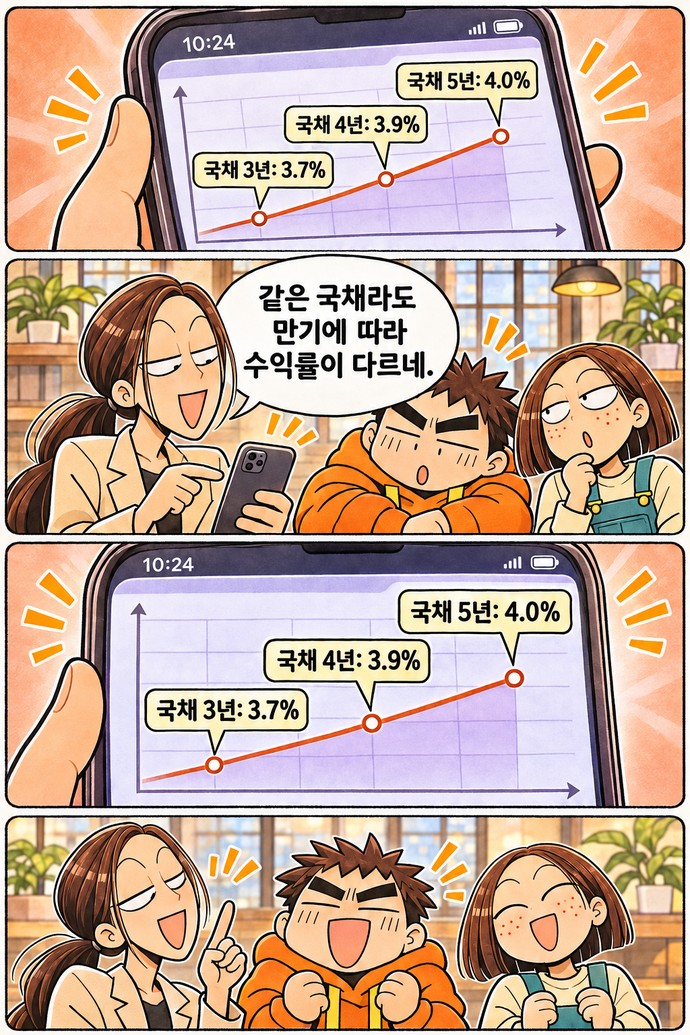 10:24
국채 5년: 4.0%
국채 4년: 3.9%
국채 3년: 3.7%
같은 국채라도
만기에 따라
수익률이 다르네.
10:24
국채 5년: 4.0%
국채 4년: 3.9%
국채 3년: 3.7%